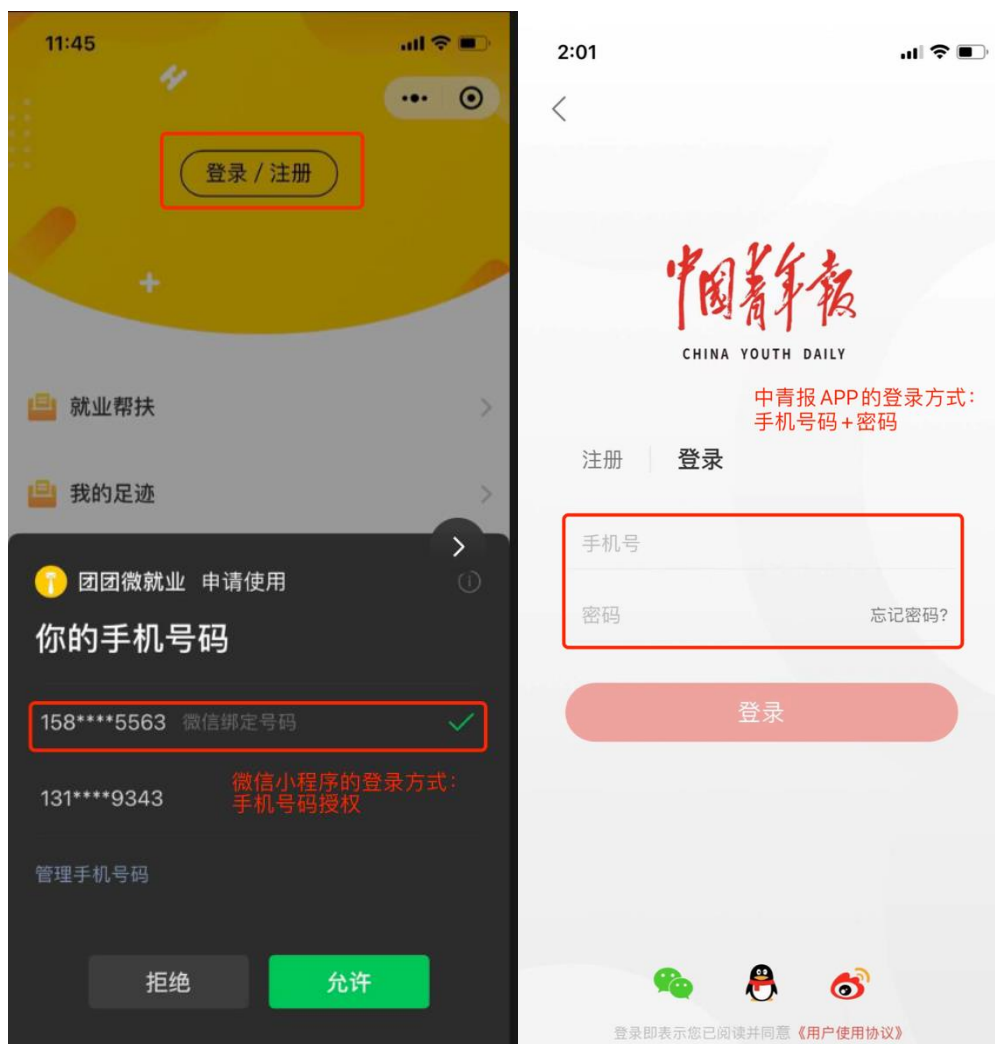 11:45
登录 / 注册
就业帮扶
我的足迹
团团微就业 申请使用
你的手机号码
158****5563 微信绑定号码
131****9343
微信小程序的登录方式：
手机号码授权
管理手机号码
拒绝
允许
2:01
中国青年报
CHINA YOUTH DAILY
中青报APP的登录方式：
手机号码+密码
注册 登录
手机号
密码 忘记密码?
登录
登录即表示您已阅读并同意《用户使用协议》